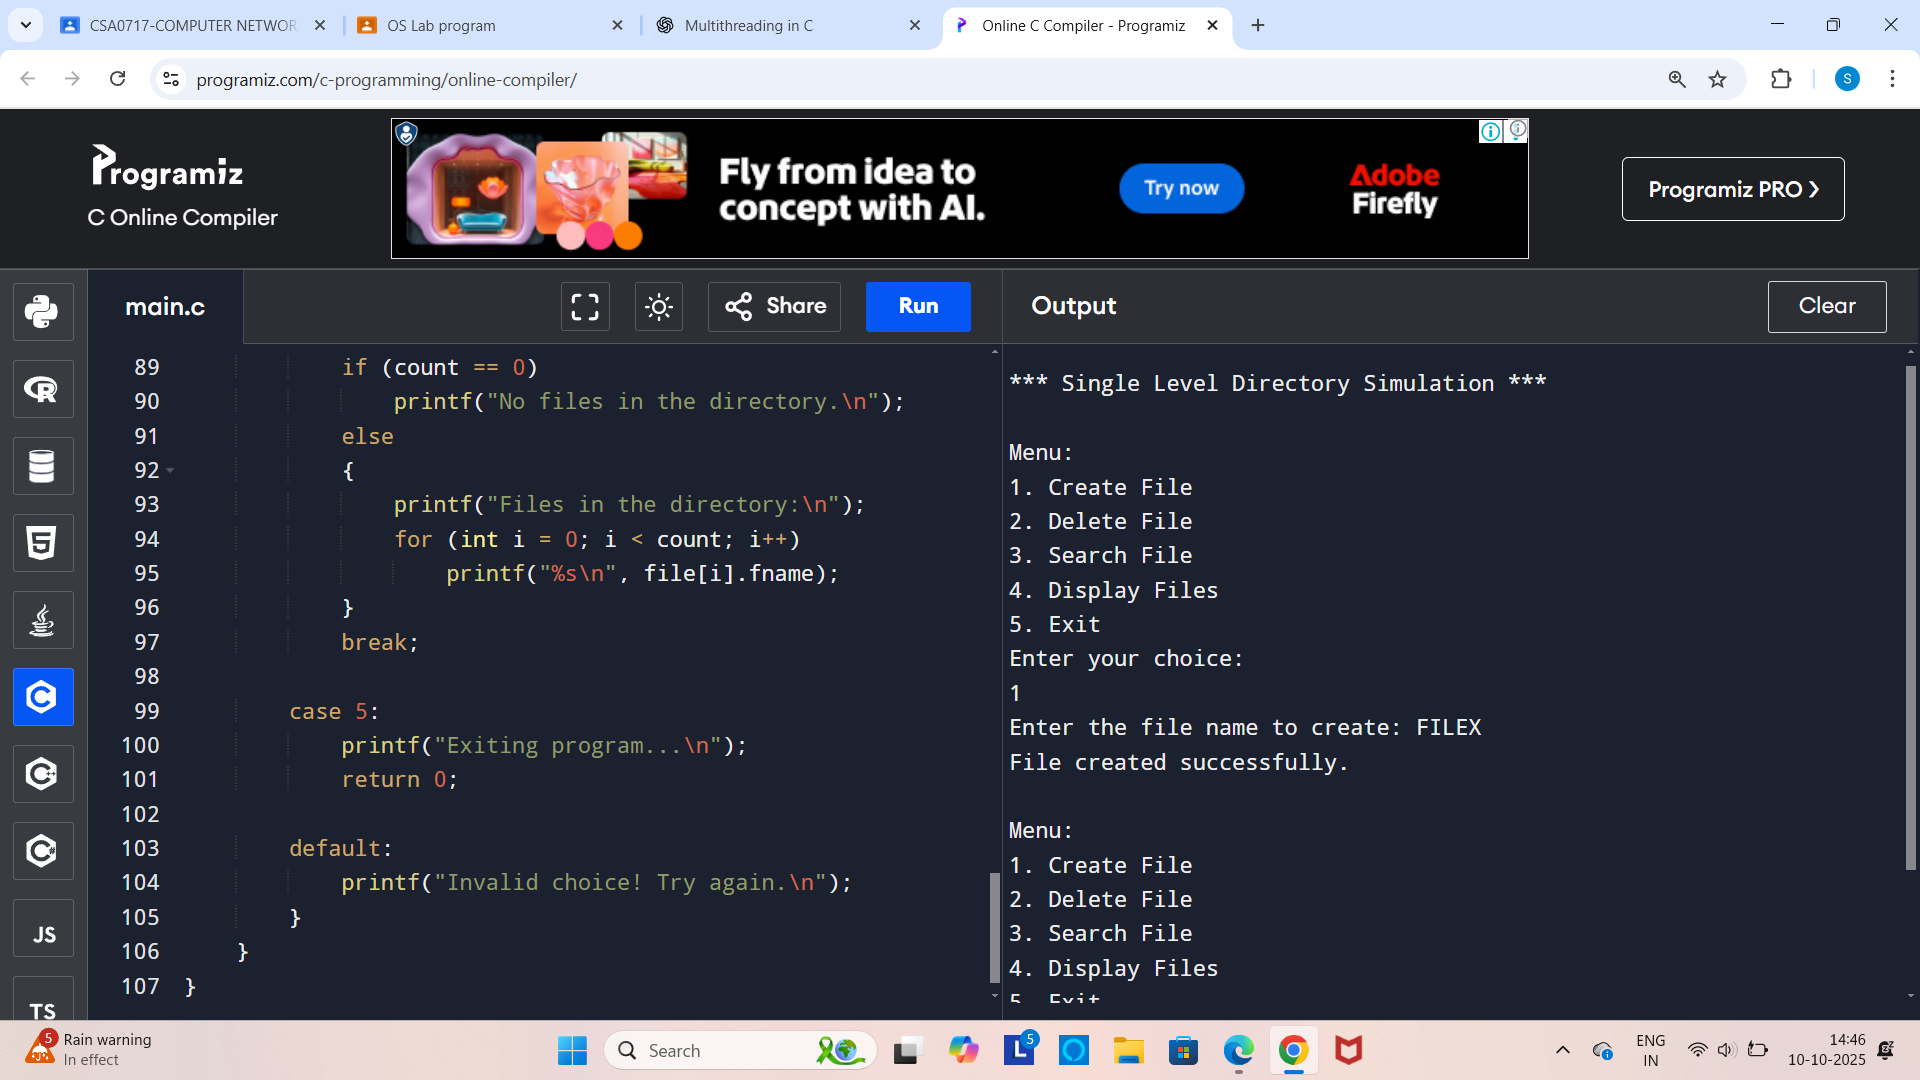 CSA0717-COMPUTER NETWOR
OS Lab program
Multithreading in C
Online C Compiler - Programiz
programiz.com/c-programming/online-compiler/
S
Programiz
C Online Compiler
Fly from idea to
concept with AI.
Try now
Adobe
Firefly
Programiz PRO ❯
main.c
Share
Run
Output
Clear
89 if (count == 0)
90 printf("No files in the directory.\n");
91 else
92 {
93 printf("Files in the directory:\n");
94 for (int i = 0; i < count; i++)
95 printf("%s\n", file[i].fname);
96 }
97 break;
98
99 case 5:
100 printf("Exiting program...\n");
101 return 0;
102
103 default:
104 printf("Invalid choice! Try again.\n");
105 }
106 }
107 }
*** Single Level Directory Simulation ***
Menu:
1. Create File
2. Delete File
3. Search File
4. Display Files
5. Exit
Enter your choice:
1
Enter the file name to create: FILEX
File created successfully.
Menu:
1. Create File
2. Delete File
3. Search File
4. Display Files
5. Exit
R
5
C
C++
C#
JS
TS
5
Rain warning
In effect
Search
L
5
ENG
IN
14:46
10-10-2025